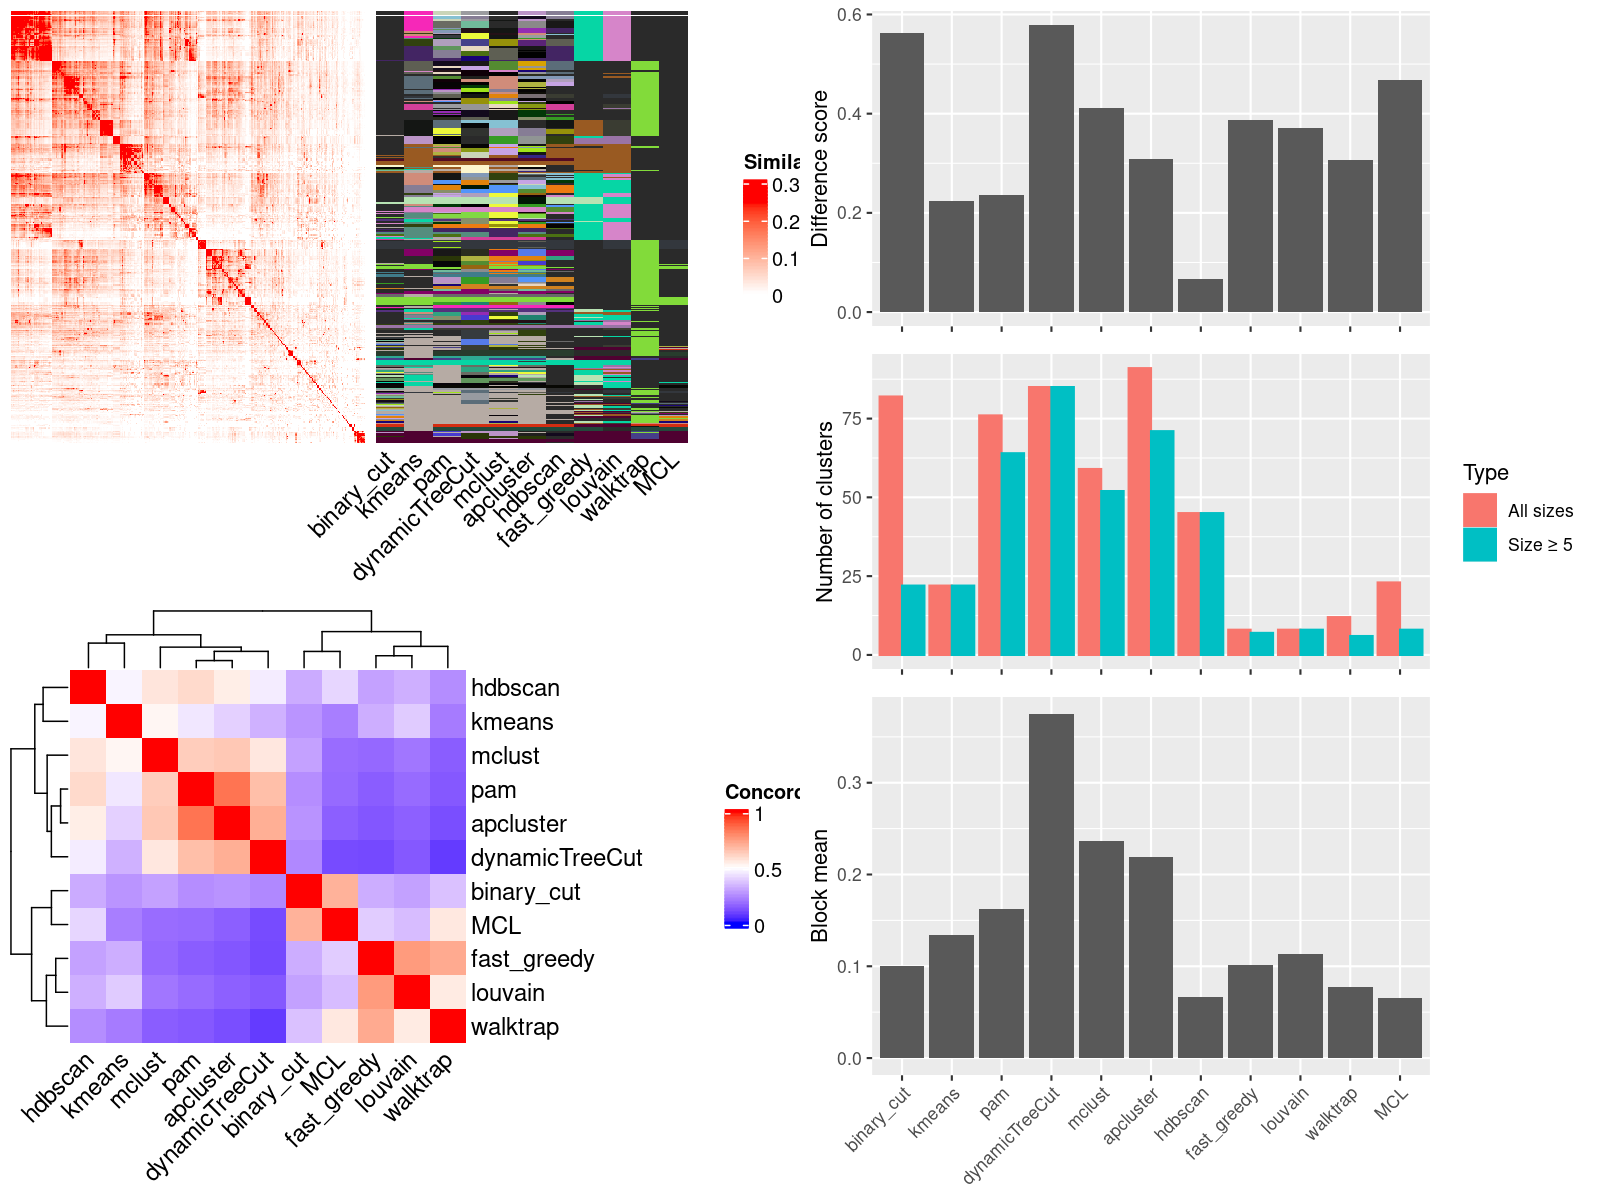 Simila
0.3
0.2
0.1
0
binary_cut
kmeans
pam
dynamicTreeCut
mclust
apcluster
hdbscan
fast_greedy
louvain
walktrap
MCL
hdbscan
kmeans
mclust
pam
apcluster
dynamicTreeCut
binary_cut
MCL
fast_greedy
louvain
walktrap
hdbscan
kmeans
mclust
pam
apcluster
dynamicTreeCut
binary_cut
MCL
fast_greedy
louvain
walktrap
Concord
1
0.5
0
Difference score
0.6
0.4
0.2
0.0
Number of clusters
75
50
25
0
Type
All sizes
Size ≥ 5
Block mean
0.3
0.2
0.1
0.0
binary_cut
kmeans
pam
dynamicTreeCut
mclust
apcluster
hdbscan
fast_greedy
louvain
walktrap
MCL